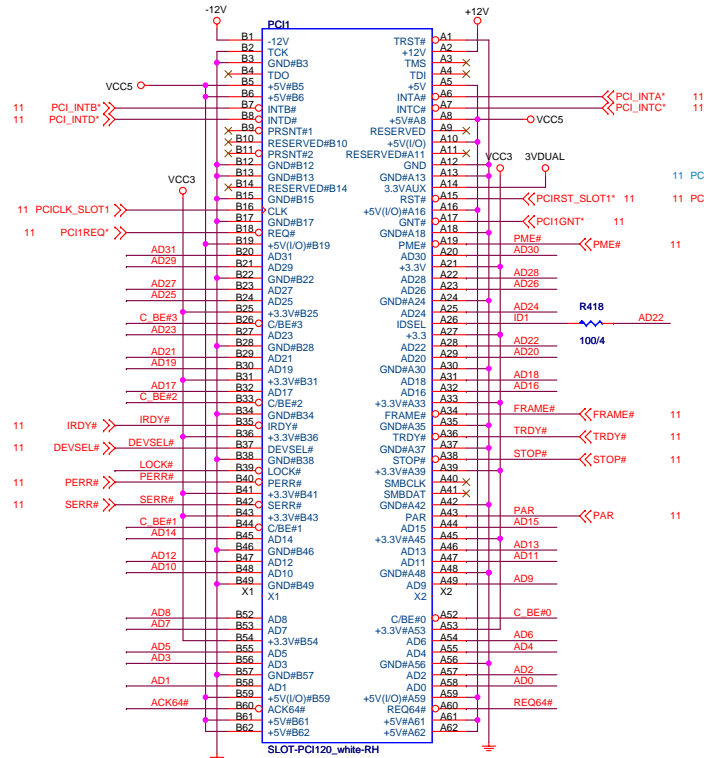 -12V +12V
PCI1
B1 -12V TRST# A1
B2 TCK +12V A2
B3 GND#B3 TMS A3
B4 TDO TDI A4
VCC5 B5 +5V#B5 +5V A5
B6 +5V#B6 INTA# A6 PCI_INTA* 11
11 PCI_INTB* B7 INTB# INTC# A7 PCI_INTC* 11
11 PCI_INTD* B8 INTD# +5V#A8 A8 VCC5
B9 PRSNT#1 RESERVED A9
B10 RESERVED#B10 +5V(I/O) A10
B11 PRSNT#2 RESERVED#A11 A11
B12 GND#B12 GND A12 VCC3 3VDUAL
B13 GND#B13 GND#A13 A13 11 PC
VCC3 B14 RESERVED#B14 3.3VAUX A14
B15 GND#B15 RST# A15 PCIRST_SLOT1* 11 11 PC
11 PCICLK_SLOT1 B16 CLK +5V(I/O)#A16 A16
B17 GND#B17 GNT# A17 PCI1GNT* 11
11 PCI1REQ* B18 REQ# GND#A18 A18
B19 +5V(I/O)#B19 PME# A19 PME# PME# 11
AD31 B20 AD31 AD30 A20 AD30
AD29 B21 AD29 +3.3V A21
B22 GND#B22 AD28 A22 AD28
AD27 B23 AD27 AD26 A23 AD26
AD25 B24 AD25 GND#A24 A24
B25 +3.3V#B25 AD24 A25 AD24 R418
C_BE#3 B26 C/BE#3 IDSEL A26 ID1 AD22
AD23 B27 AD23 +3.3 A27 100/4
B28 GND#B28 AD22 A28 AD22
AD21 B29 AD21 AD20 A29 AD20
AD19 B30 AD19 GND#A30 A30
B31 +3.3V#B31 AD18 A31 AD18
AD17 B32 AD17 AD16 A32 AD16
C_BE#2 B33 C/BE#2 +3.3V#A33 A33
B34 GND#B34 FRAME# A34 FRAME# FRAME# 11
11 IRDY# IRDY# B35 IRDY# GND#A35 A35
B36 +3.3V#B36 TRDY# A36 TRDY# TRDY# 11
11 DEVSEL# DEVSEL# B37 DEVSEL# GND#A37 A37
B38 GND#B38 STOP# A38 STOP# STOP# 11
LOCK# B39 LOCK# +3.3V#A39 A39
11 PERR# PERR# B40 PERR# SMBCLK A40
B41 +3.3V#B41 SMBDAT A41
11 SERR# SERR# B42 SERR# GND#A42 A42
B43 +3.3V#B43 PAR A43 PAR PAR 11
C_BE#1 B44 C/BE#1 AD15 A44 AD15
AD14 B45 AD14 +3.3V#A45 A45
B46 GND#B46 AD13 A46 AD13
AD12 B47 AD12 AD11 A47 AD11
AD10 B48 AD10 GND#A48 A48
B49 GND#B49 AD9 A49 AD9
X1 X1 X2 X2
AD8 B52 AD8 C/BE#0 A52 C_BE#0
AD7 B53 AD7 +3.3V#A53 A53
B54 +3.3V#B54 AD6 A54 AD6
AD5 B55 AD5 AD4 A55 AD4
AD3 B56 AD3 GND#A56 A56
B57 GND#B57 AD2 A57 AD2
AD1 B58 AD1 AD0 A58 AD0
B59 +5V(I/O)#B59 +5V(I/O)#A59 A59
ACK64# B60 ACK64# REQ64# A60 REQ64#
B61 +5V#B61 +5V#A61 A61
B62 +5V#B62 +5V#A62 A62
SLOT-PCI120_white-RH